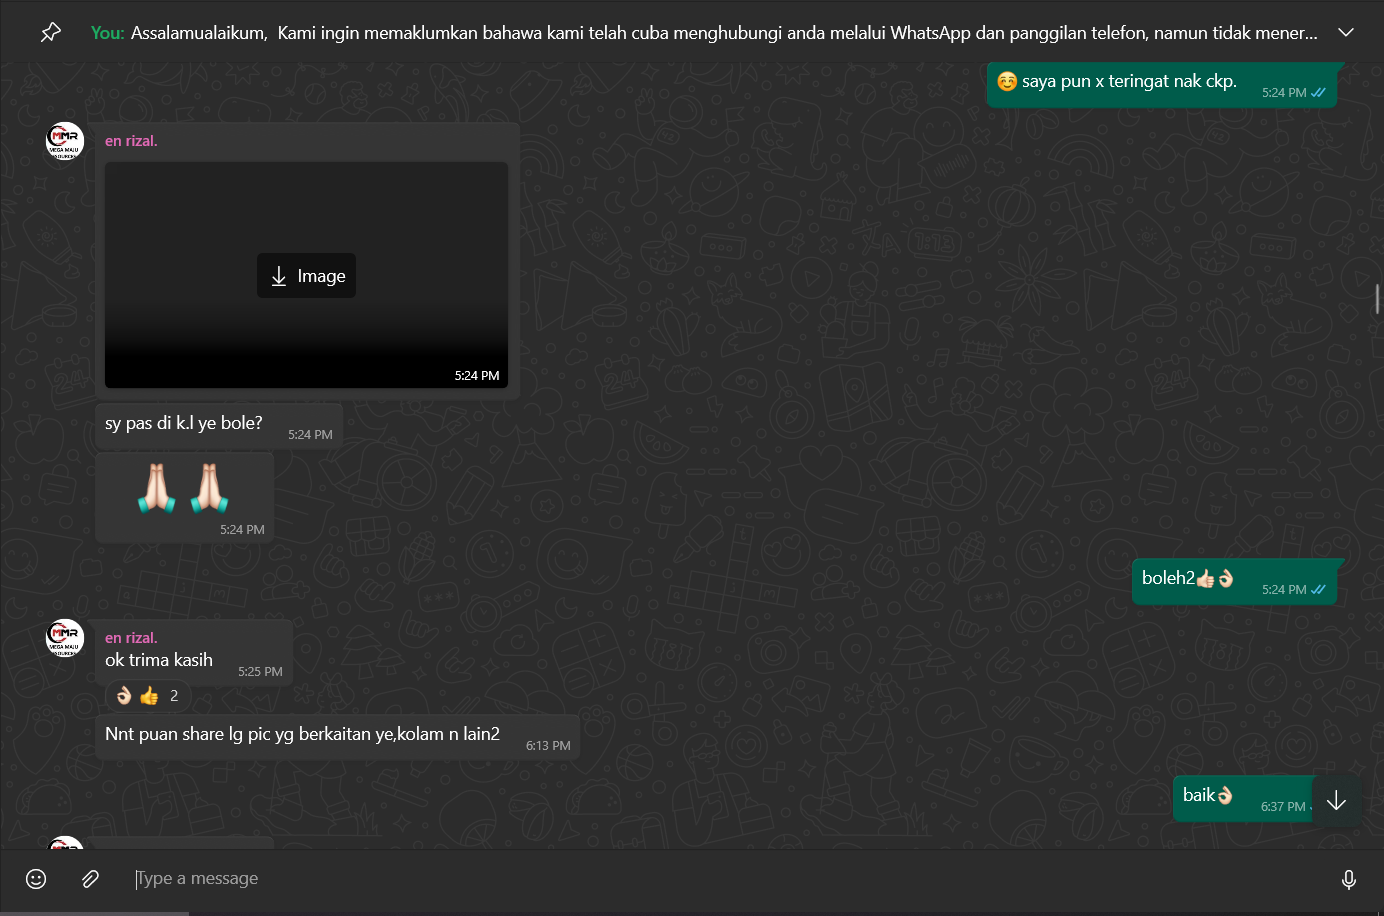 You: Assalamualaikum, Kami ingin memaklumkan bahawa kami telah cuba menghubungi anda melalui WhatsApp dan panggilan telefon, namun tidak mener...
☺️ saya pun x teringat nak ckp.
5:24 PM
MMR
MEGA MAJU
en rizal.
Image
5:24 PM
sy pas di k.l ye bole?
5:24 PM
🙏🏻 🙏🏻
5:24 PM
boleh2👍🏻👌🏻
5:24 PM
MMR
MEGA MAJU
en rizal.
ok trima kasih
5:25 PM
👌🏻 👍 2
Nnt puan share lg pic yg berkaitan ye,kolam n lain2
6:13 PM
baik👌🏻
6:37 PM
Type a message